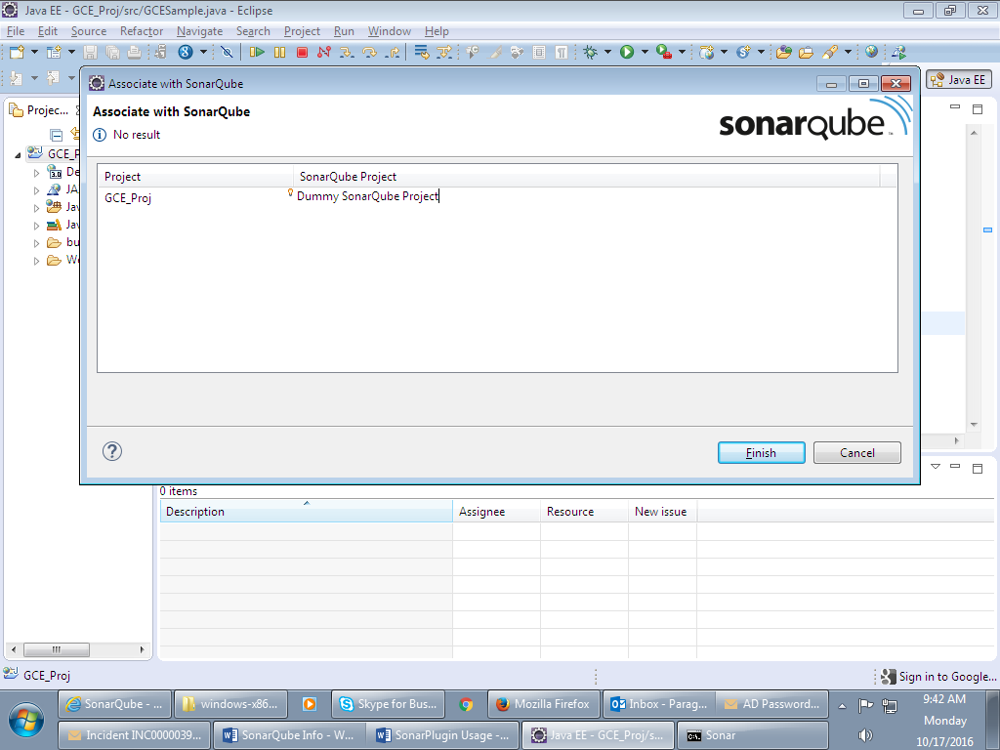 Java EE - GCE_Proj/src/GCESample.java - Eclipse
File Edit Source Refactor Navigate Search Project Run Window Help
Java EE
Associate with SonarQube
Associate with SonarQube
No result
sonarqube
Project SonarQube Project
GCE_Proj Dummy SonarQube Project
Finish Cancel
Projec...
GCE_P
De
JA
Jav
Jav
bu
We
0 items
Description Assignee Resource New issue
GCE_Proj
Sign in to Google...
SonarQube - ... windows-x86... Skype for Bus... Mozilla Firefox Inbox - Parag... AD Password...
Incident INC0000039... SonarQube Info - W... SonarPlugin Usage -... Java EE - GCE_Proj/s... Sonar
9:42 AM
Monday
10/17/2016